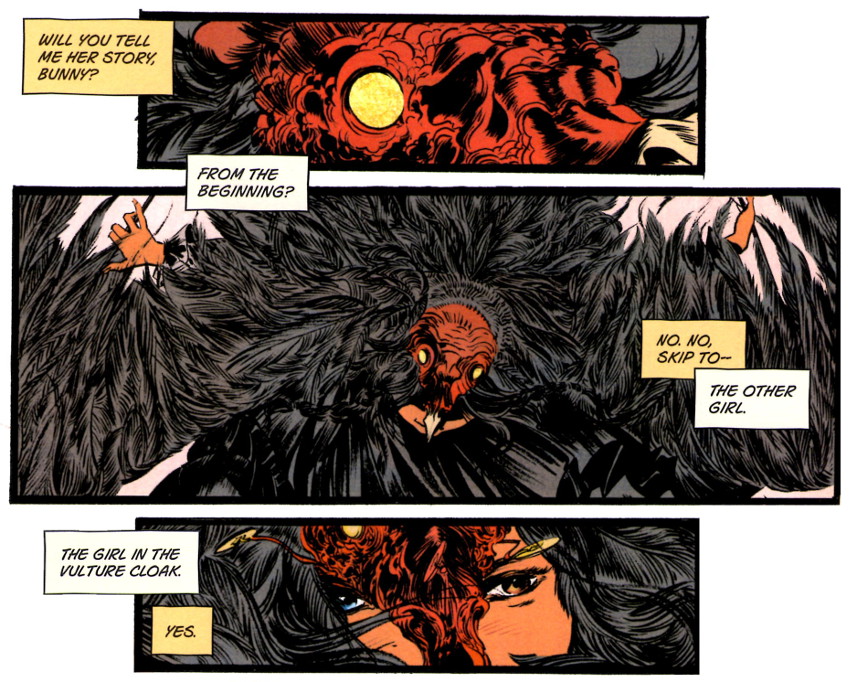 WILL YOU TELL
ME HER STORY,
BUNNY?
FROM THE
BEGINNING?
NO. NO,
SKIP TO—
THE OTHER
GIRL.
THE GIRL IN THE
VULTURE CLOAK.
YES.